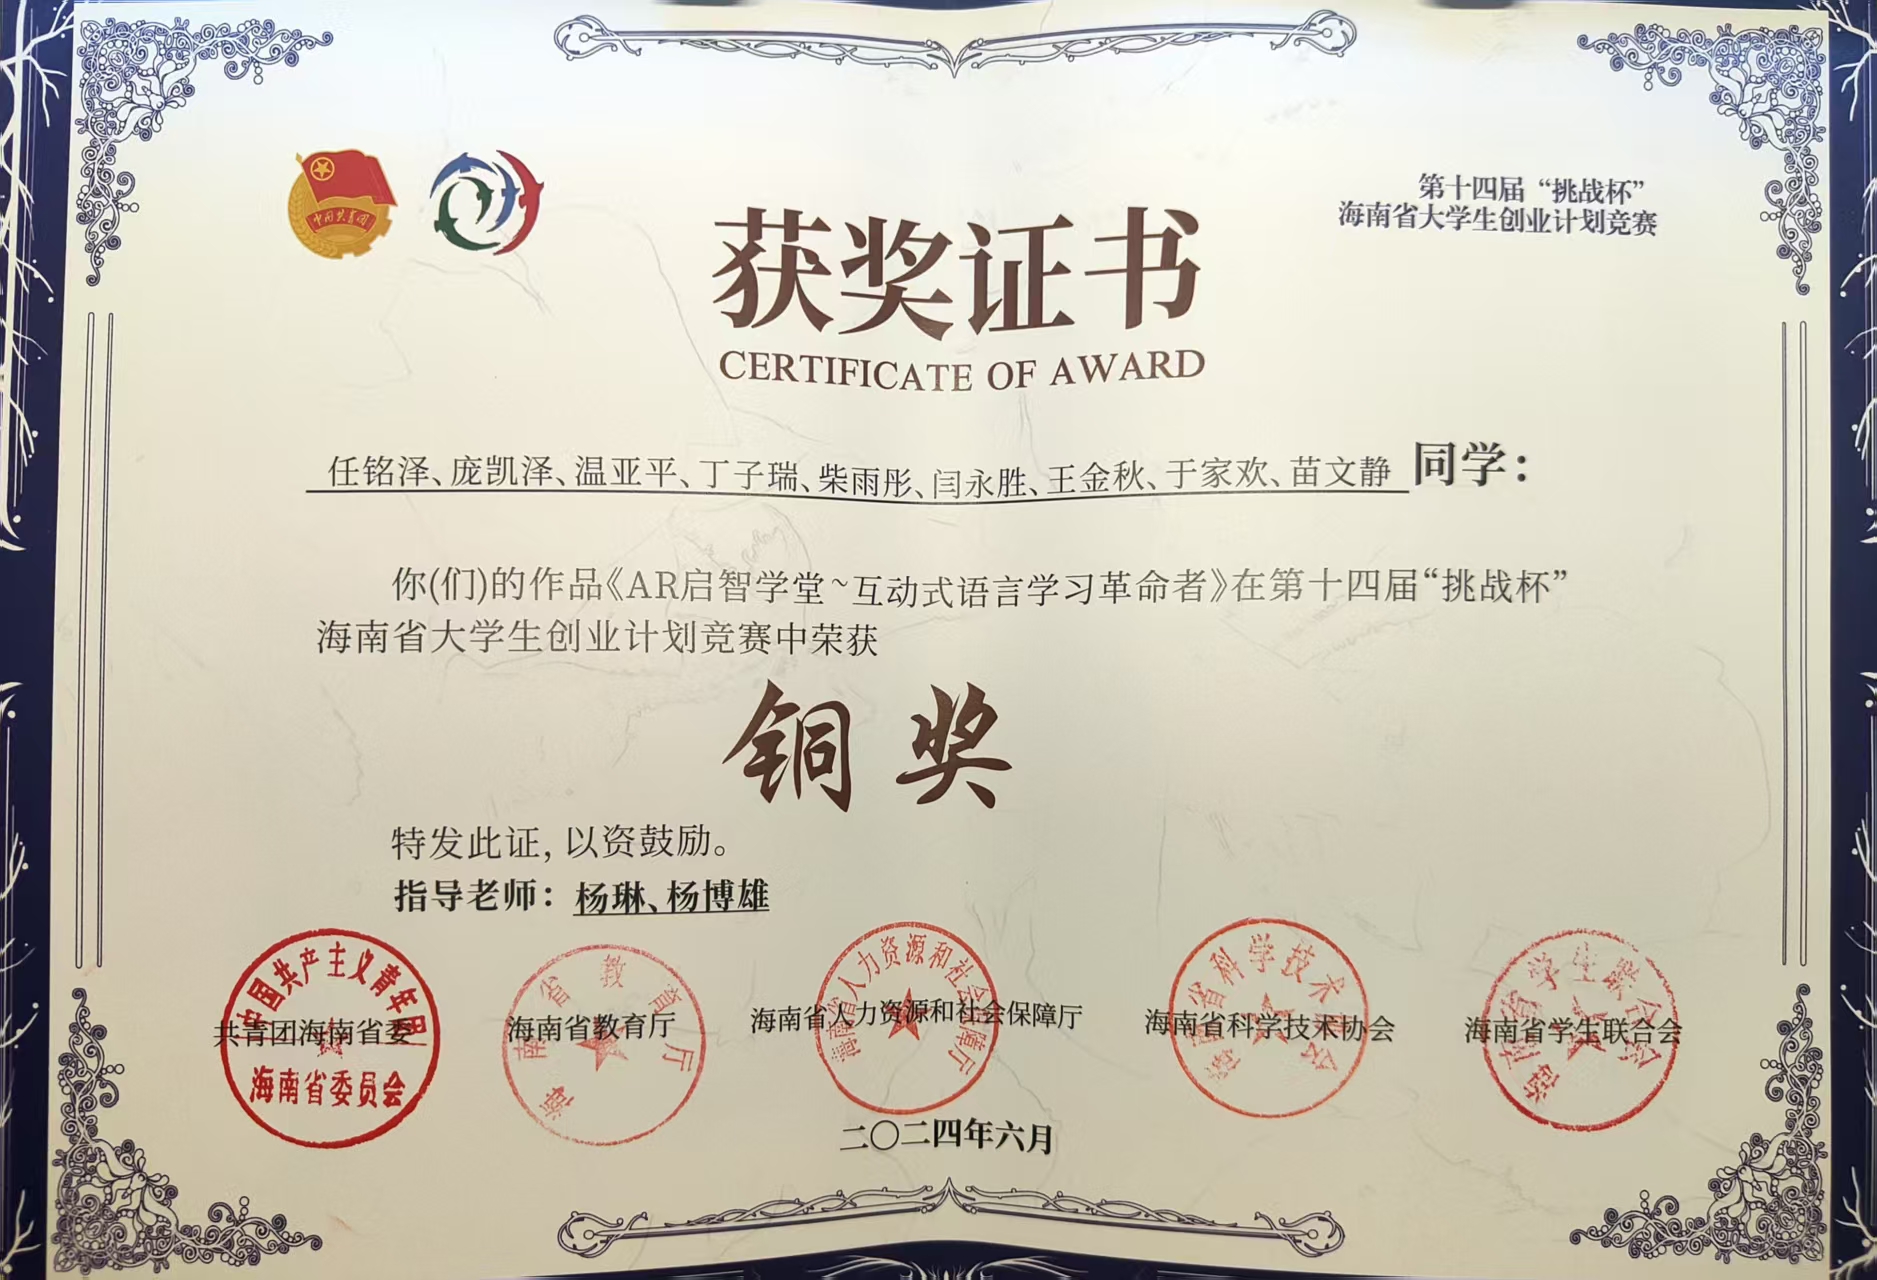 中国共青团
第十四届“挑战杯”
海南省大学生创业计划竞赛
获奖证书
CERTIFICATE OF AWARD
任铭泽、庞凯泽、温亚平、丁子瑞、柴雨彤、闫永胜、王金秋、于家欢、苗文静 同学：
你(们)的作品《AR启智学堂~互动式语言学习革命者》在第十四届“挑战杯”
海南省大学生创业计划竞赛中荣获
铜奖
特发此证，以资鼓励。
指导老师：杨琳、杨博雄
中国共产主义青年团
海南省委员会
共青团海南省委
海南省教育厅
海南省教育厅
海南省人力资源和社会保障厅
海南省人力资源和社会保障厅
海南省科学技术协会
海南省科学技术协会
海南省学生联合会
海南省学生联合会
二〇二四年六月